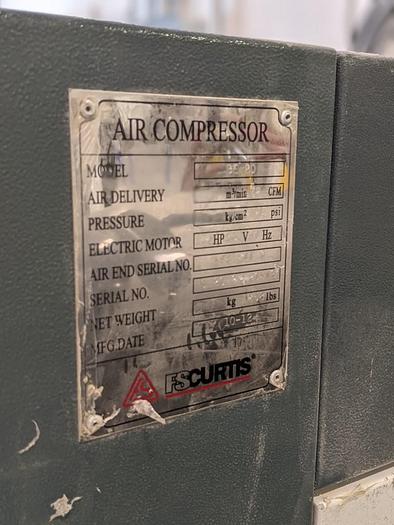 AIR COMPRESSOR
MODEL
AIR DELIVERY m³/min CFM
PRESSURE kg/cm² psi
ELECTRIC MOTOR HP V Hz
AIR END SERIAL NO.
SERIAL NO.
NET WEIGHT kg lbs
MFG.DATE
FSCURTIS®